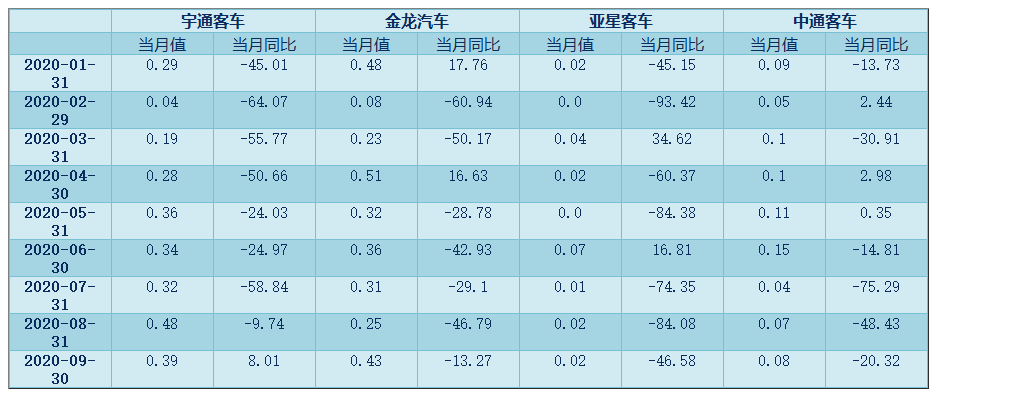 宇通客车 金龙汽车 亚星客车 中通客车
当月值 当月同比 当月值 当月同比 当月值 当月同比 当月值 当月同比
2020-01-31 0.29 -45.01 0.48 17.76 0.02 -45.15 0.09 -13.73
2020-02-29 0.04 -64.07 0.08 -60.94 0.0 -93.42 0.05 2.44
2020-03-31 0.19 -55.77 0.23 -50.17 0.04 34.62 0.1 -30.91
2020-04-30 0.28 -50.66 0.51 16.63 0.02 -60.37 0.1 2.98
2020-05-31 0.36 -24.03 0.32 -28.78 0.0 -84.38 0.11 0.35
2020-06-30 0.34 -24.97 0.36 -42.93 0.07 16.81 0.15 -14.81
2020-07-31 0.32 -58.84 0.31 -29.1 0.01 -74.35 0.04 -75.29
2020-08-31 0.48 -9.74 0.25 -46.79 0.02 -84.08 0.07 -48.43
2020-09-30 0.39 8.01 0.43 -13.27 0.02 -46.58 0.08 -20.32